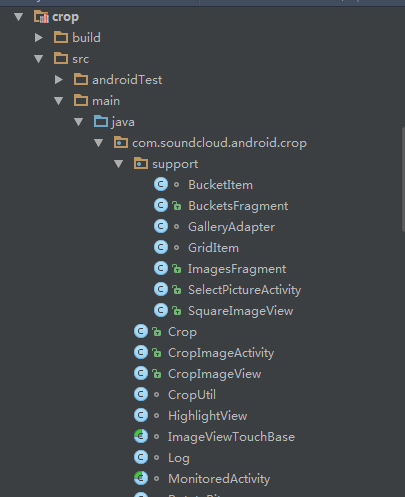 crop
build
src
androidTest
main
java
com.soundcloud.android.crop
support
BucketItem
BucketsFragment
GalleryAdapter
GridItem
ImagesFragment
SelectPictureActivity
SquareImageView
Crop
CropImageActivity
CropImageView
CropUtil
HighlightView
ImageViewTouchBase
Log
MonitoredActivity